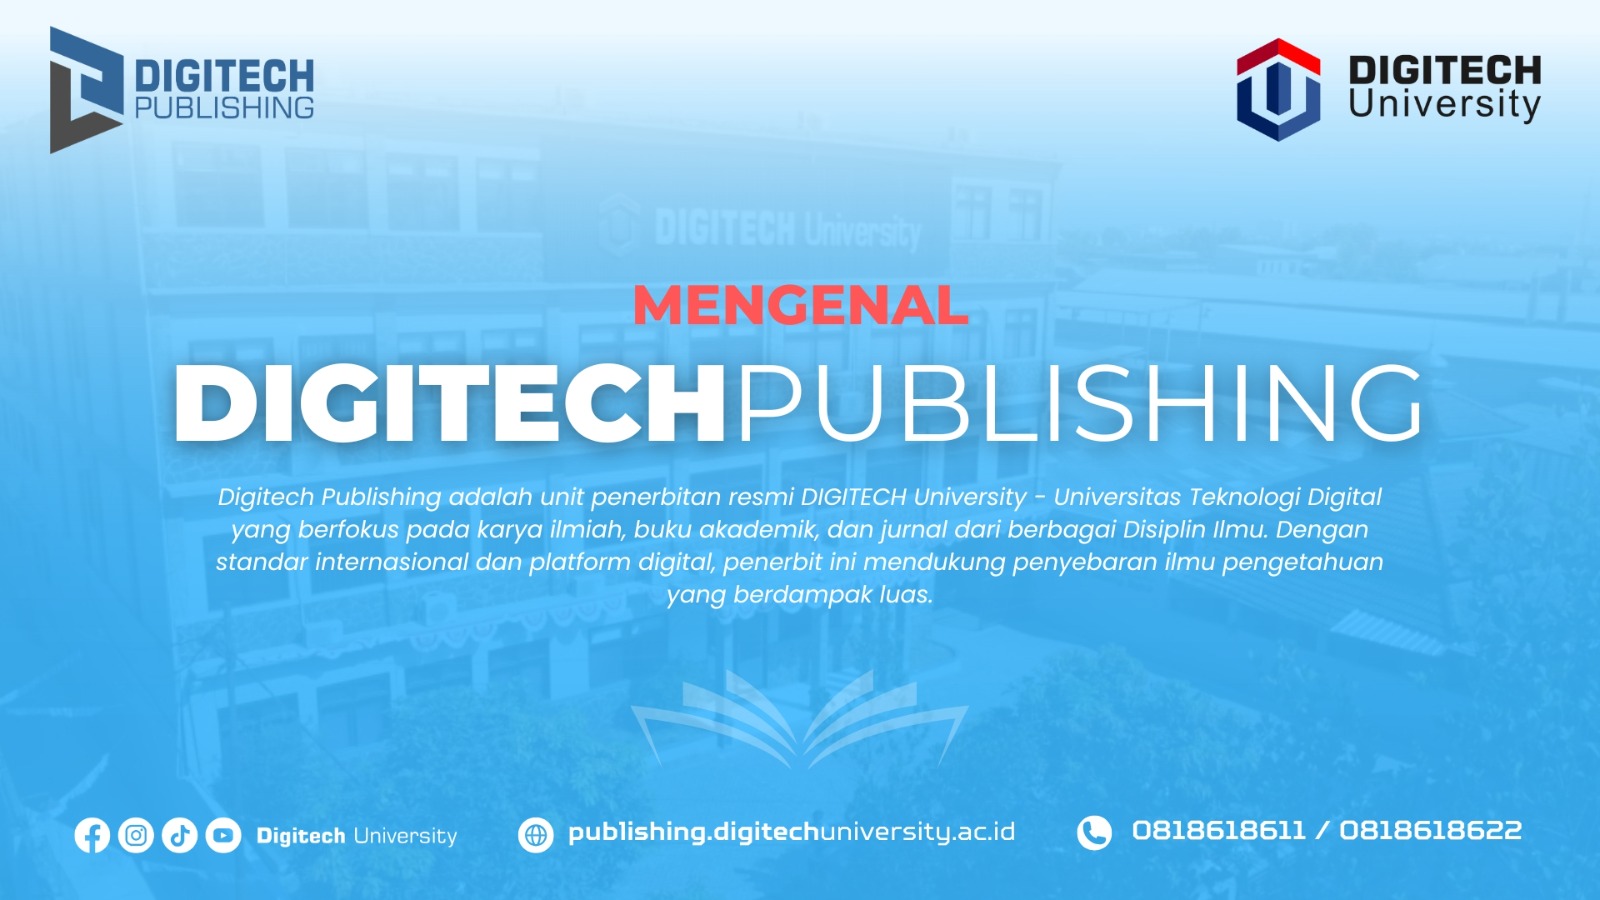 DIGITECH
PUBLISHING
DIGITECH
University
DIGITECH University
MENGENAL
DIGITECHPUBLISHING
Digitech Publishing adalah unit penerbitan resmi DIGITECH University - Universitas Teknologi Digital
yang berfokus pada karya ilmiah, buku akademik, dan jurnal dari berbagai Disiplin Ilmu. Dengan
standar internasional dan platform digital, penerbit ini mendukung penyebaran ilmu pengetahuan
yang berdampak luas.
Digitech University
publishing.digitechuniversity.ac.id
0818618611 / 0818618622